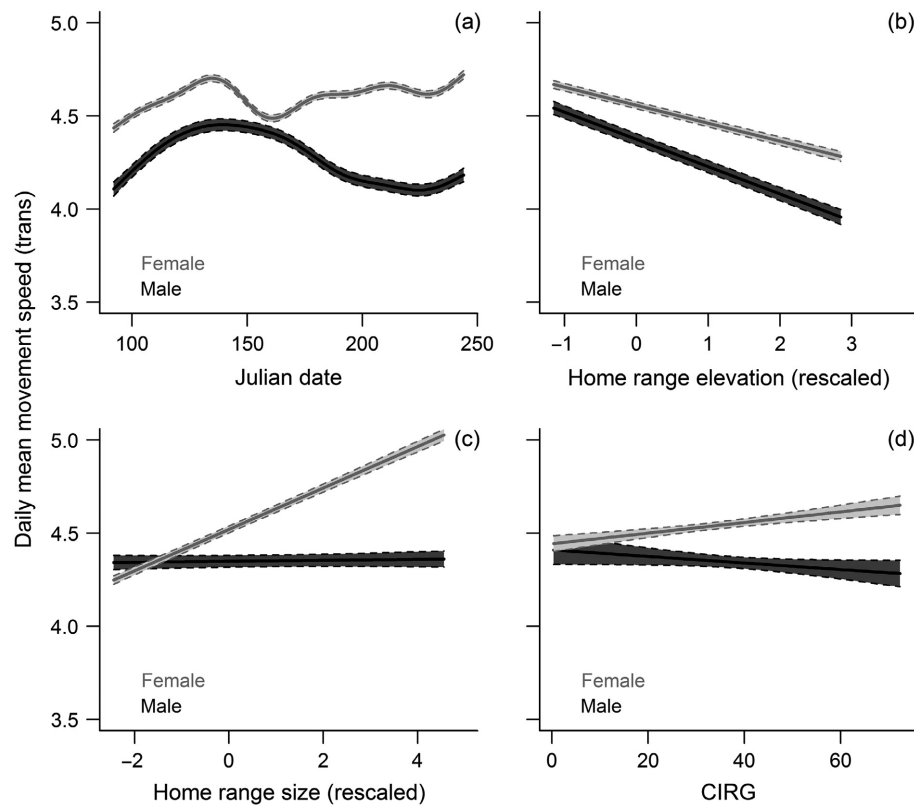 Daily mean movement speed (trans)
(a)
5.0
4.5
4.0
3.5
Female
Male
100
150
200
250
Julian date
(b)
Female
Male
−1
0
1
2
3
Home range elevation (rescaled)
(c)
5.0
4.5
4.0
3.5
Female
Male
−2
0
2
4
Home range size (rescaled)
(d)
Female
Male
0
20
40
60
CIRG